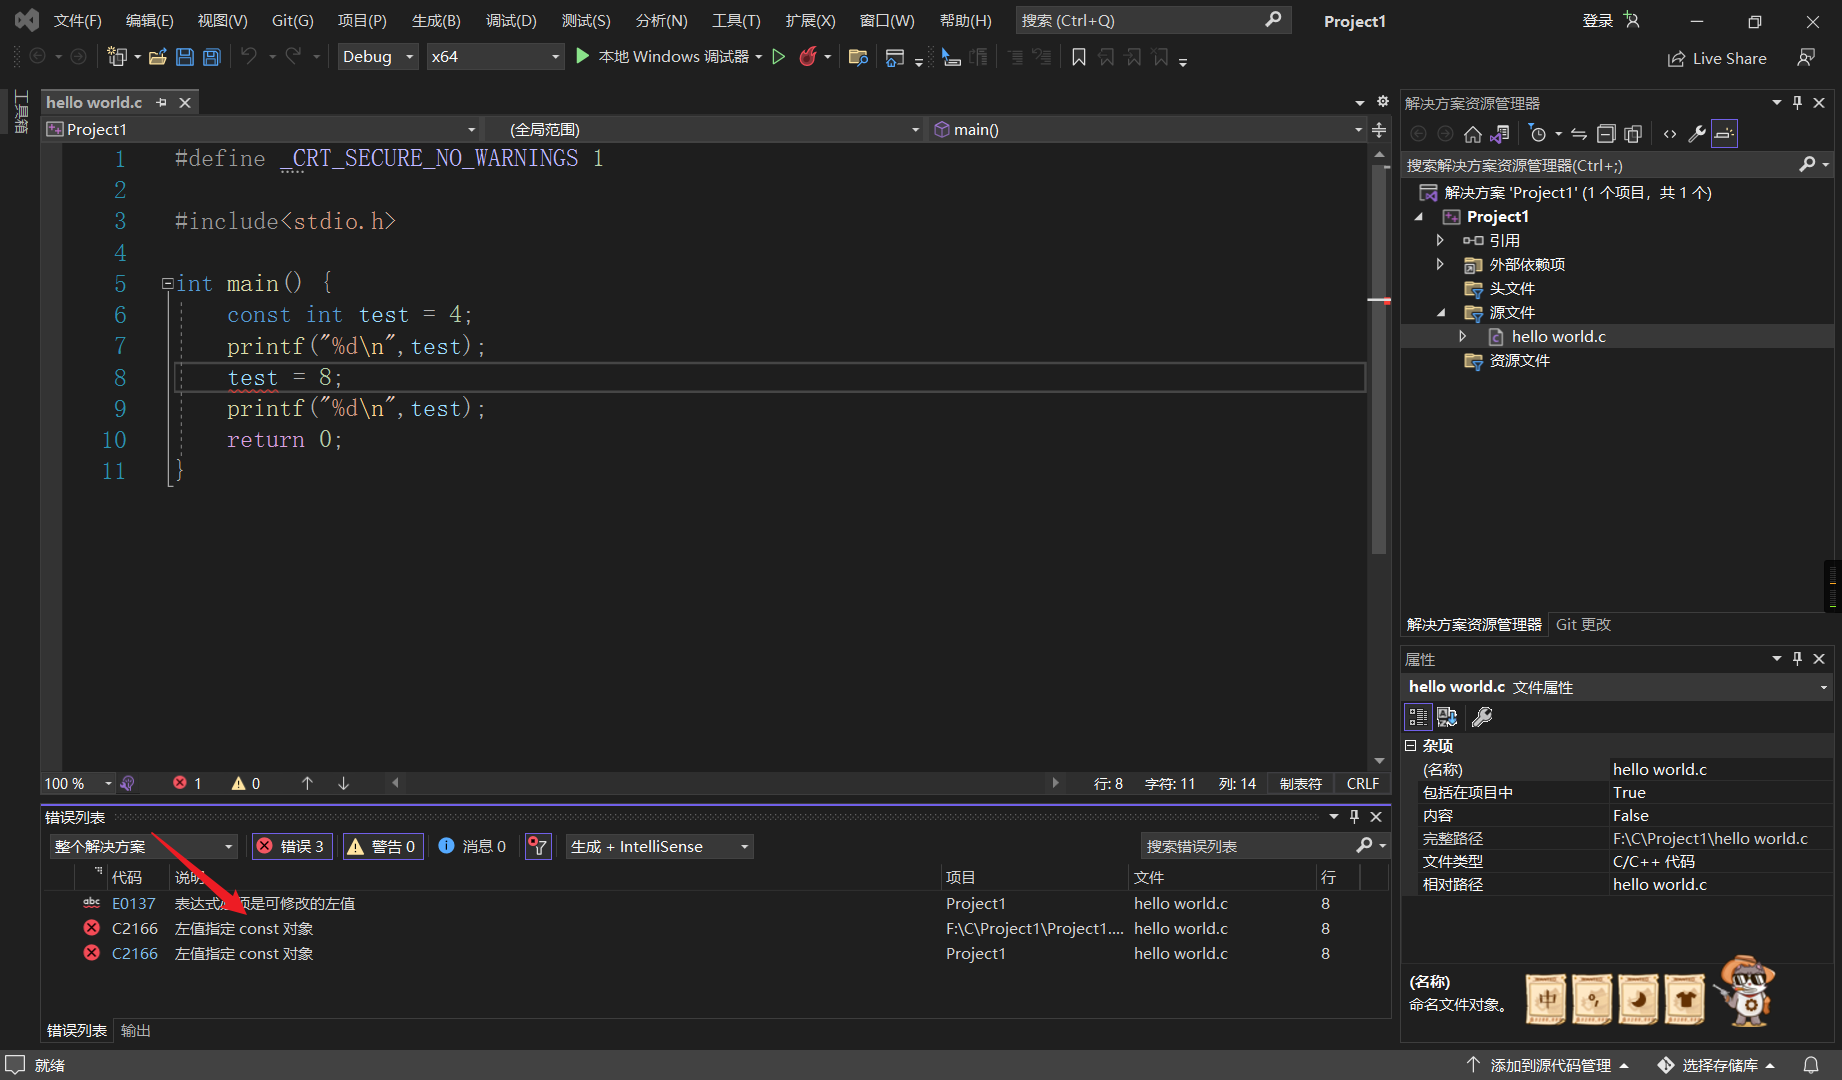 文件(F) 编辑(E) 视图(V) Git(G) 项目(P) 生成(B) 调试(D) 测试(S) 分析(N) 工具(T) 扩展(X) 窗口(W) 帮助(H) 搜索 (Ctrl+Q) Project1 登录
Debug x64 本地 Windows 调试器 Live Share
工具箱
hello world.c
Project1 (全局范围) main()
1 #define _CRT_SECURE_NO_WARNINGS 1
2
3 #include<stdio.h>
4
5 int main() {
6 const int test = 4;
7 printf("%d\n",test);
8 test = 8;
9 printf("%d\n",test);
10 return 0;
11 }
100 % 1 0 行: 8 字符: 11 列: 14 制表符 CRLF
错误列表
整个解决方案 错误 3 警告 0 消息 0 生成 + IntelliSense 搜索错误列表
代码 说明 项目 文件 行
abc E0137 表达式必须是可修改的左值 Project1 hello world.c 8
C2166 左值指定 const 对象 F:\C\Project1\Project1.... hello world.c 8
C2166 左值指定 const 对象 Project1 hello world.c 8
错误列表 输出
解决方案资源管理器
搜索解决方案资源管理器(Ctrl+;)
解决方案 'Project1' (1 个项目，共 1 个)
Project1
引用
外部依赖项
头文件
源文件
hello world.c
资源文件
解决方案资源管理器 Git 更改
属性
hello world.c 文件属性
杂项
(名称) hello world.c
包括在项目中 True
内容 False
完整路径 F:\C\Project1\hello world.c
文件类型 C/C++ 代码
相对路径 hello world.c
(名称)
命名文件对象。
中
就绪 添加到源代码管理 选择存储库